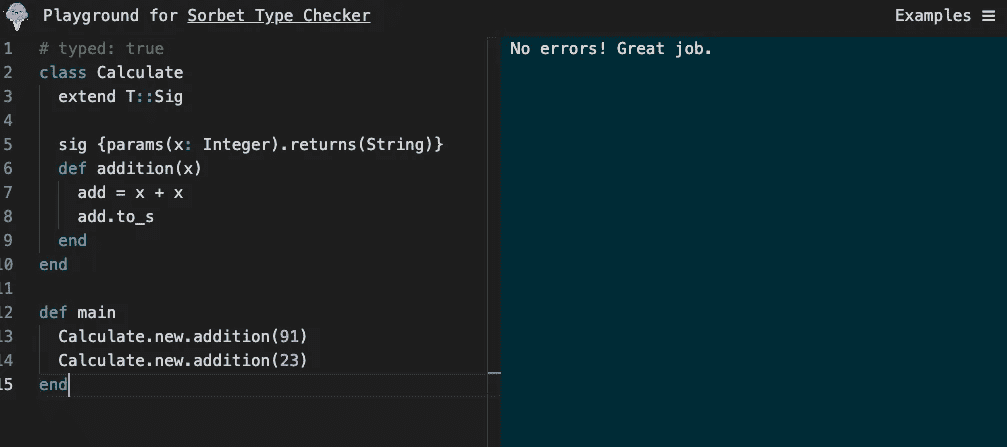 Playground for Sorbet Type Checker
Examples ☰
1 # typed: true
2 class Calculate
3   extend T::Sig
4
5   sig {params(x: Integer).returns(String)}
6   def addition(x)
7     add = x + x
8     add.to_s
9   end
10 end
11
12 def main
13   Calculate.new.addition(91)
14   Calculate.new.addition(23)
15 end
No errors! Great job.